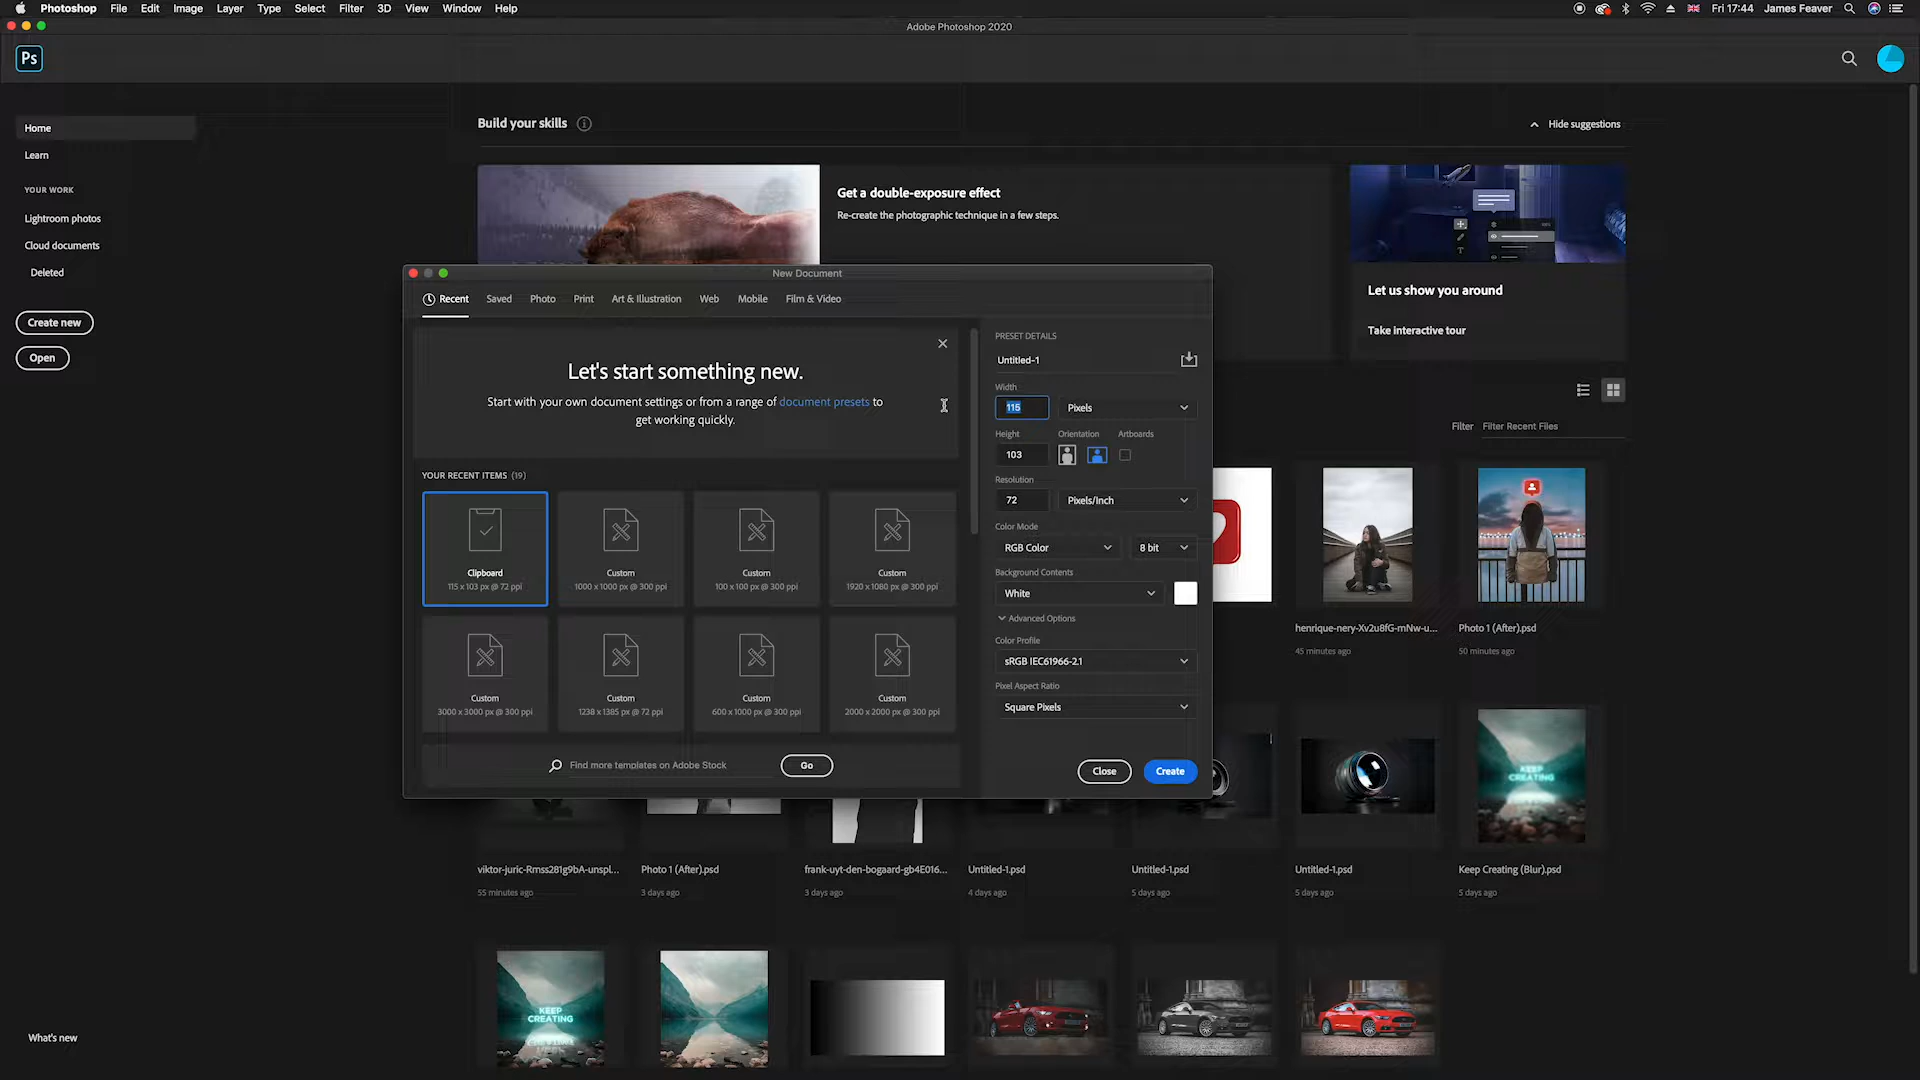 Photoshop File Edit Image Layer Type Select Filter 3D View Window Help Fri 17:44 James Feaver
Adobe Photoshop 2020
Ps
Home
Learn
YOUR WORK
Lightroom photos
Cloud documents
Deleted
Create new
Open
What's new
Build your skills
Hide suggestions
Get a double-exposure effect
Re-create the photographic technique in a few steps.
Let us show you around
Take interactive tour
Filter Filter Recent Files
New Document
Recent Saved Photo Print Art & Illustration Web Mobile Film & Video
Let's start something new.
Start with your own document settings or from a range of document presets to
get working quickly.
YOUR RECENT ITEMS (19)
Clipboard
115 x 103 px @ 72 ppi
Custom
1000 x 1000 px @ 300 ppi
Custom
100 x 100 px @ 300 ppi
Custom
1920 x 1080 px @ 300 ppi
Custom
3000 x 3000 px @ 300 ppi
Custom
1238 x 1385 px @ 72 ppi
Custom
600 x 1000 px @ 300 ppi
Custom
2000 x 2000 px @ 300 ppi
Find more templates on Adobe Stock
Go
PRESET DETAILS
Untitled-1
Width
115 Pixels
Height Orientation Artboards
103
Resolution
72 Pixels/Inch
Color Mode
RGB Color 8 bit
Background Contents
White
Advanced Options
Color Profile
sRGB IEC61966-2.1
Pixel Aspect Ratio
Square Pixels
Close Create
henrique-nery-Xv2u8fG-mNw-u...
45 minutes ago
Photo 1 (After).psd
50 minutes ago
KEEP
CREATING
viktor-juric-Rmss281g9bA-unspl...
55 minutes ago
Photo 1 (After).psd
3 days ago
frank-uyt-den-bogaard-gb4E016...
3 days ago
Untitled-1.psd
4 days ago
Untitled-1.psd
5 days ago
Untitled-1.psd
5 days ago
Keep Creating (Blur).psd
5 days ago
KEEP
CREATING